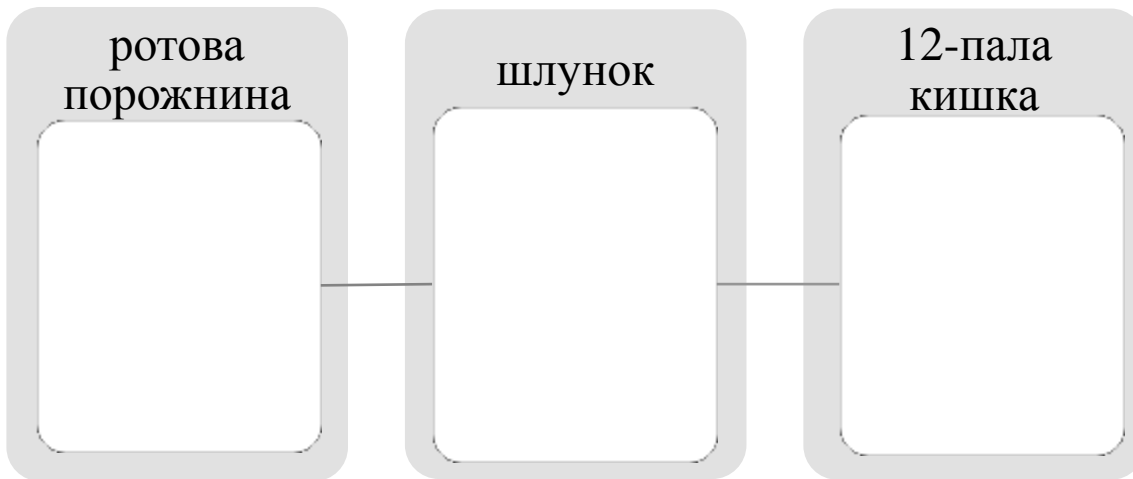 ротова
порожнина
шлунок
12-пала
кишка